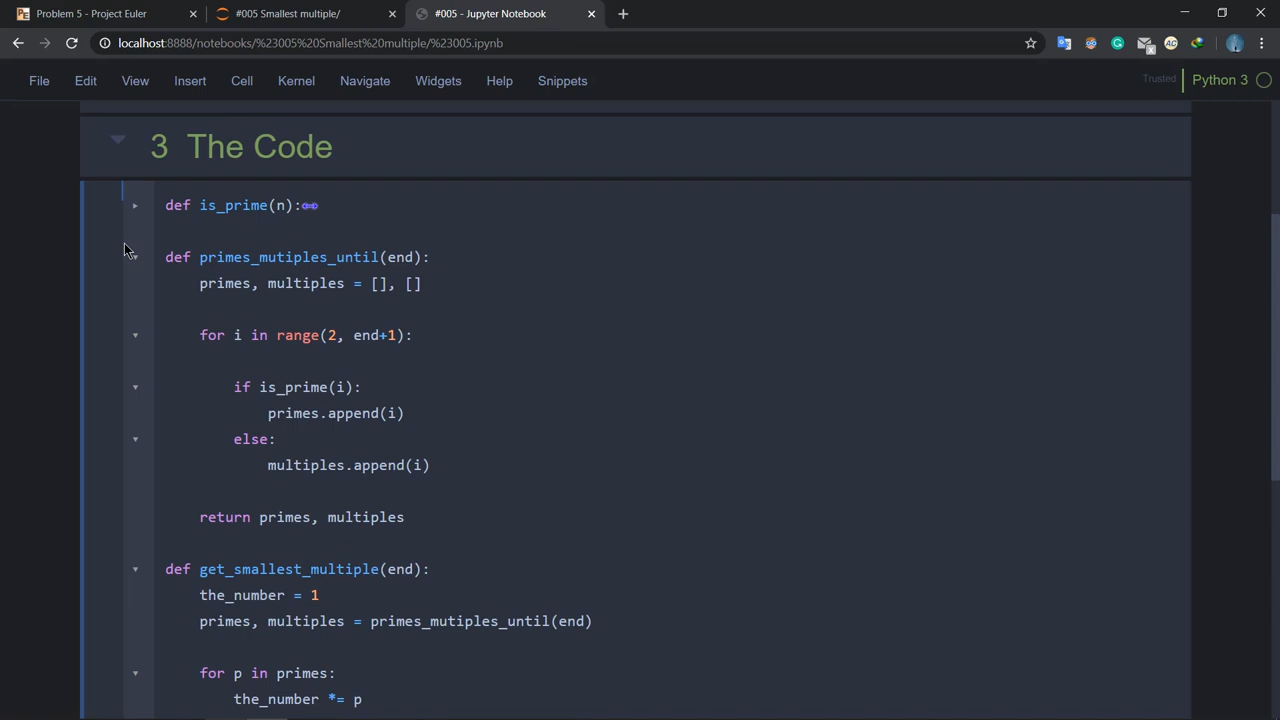 Problem 5 - Project Euler
#005 Smallest multiple/
#005 - Jupyter Notebook
localhost:8888/notebooks/%23005%20Smallest%20multiple/%23005.ipynb
File Edit View Insert Cell Kernel Navigate Widgets Help Snippets
Trusted Python 3
3 The Code
def is_prime(n):
def primes_mutiples_until(end):
primes, multiples = [], []
for i in range(2, end+1):
if is_prime(i):
primes.append(i)
else:
multiples.append(i)
return primes, multiples
def get_smallest_multiple(end):
the_number = 1
primes, multiples = primes_mutiples_until(end)
for p in primes:
the_number *= p